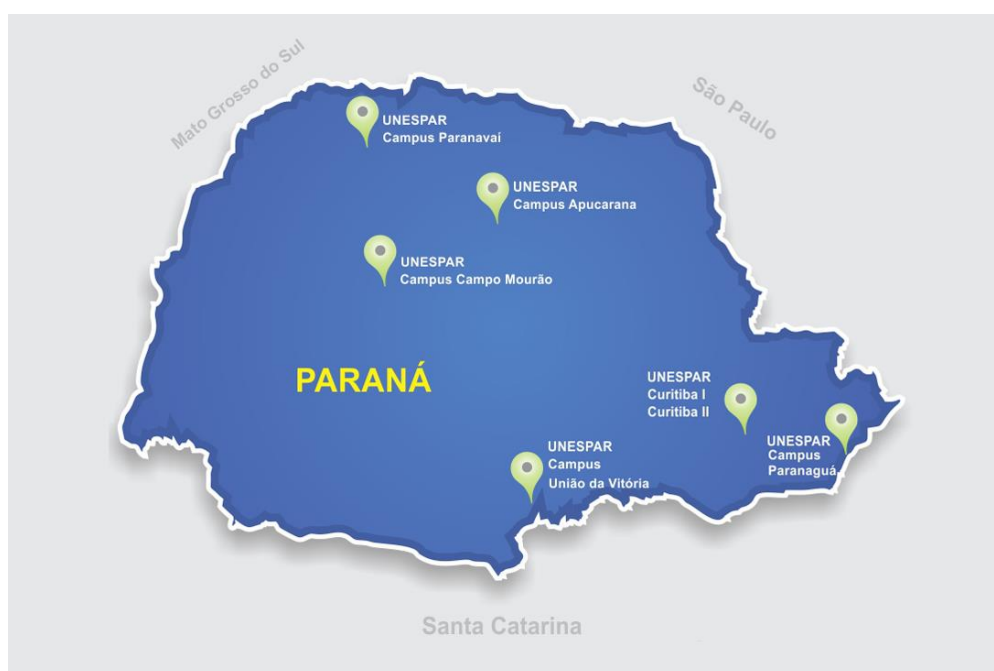 Mato Grosso do Sul
São Paulo
UNESPAR
Campus Paranavaí
UNESPAR
Campus Apucarana
UNESPAR
Campus Campo Mourão
PARANÁ
UNESPAR
Curitiba I
Curitiba II
UNESPAR
Campus
Paranaguá
UNESPAR
Campus
União da Vitória
Santa Catarina